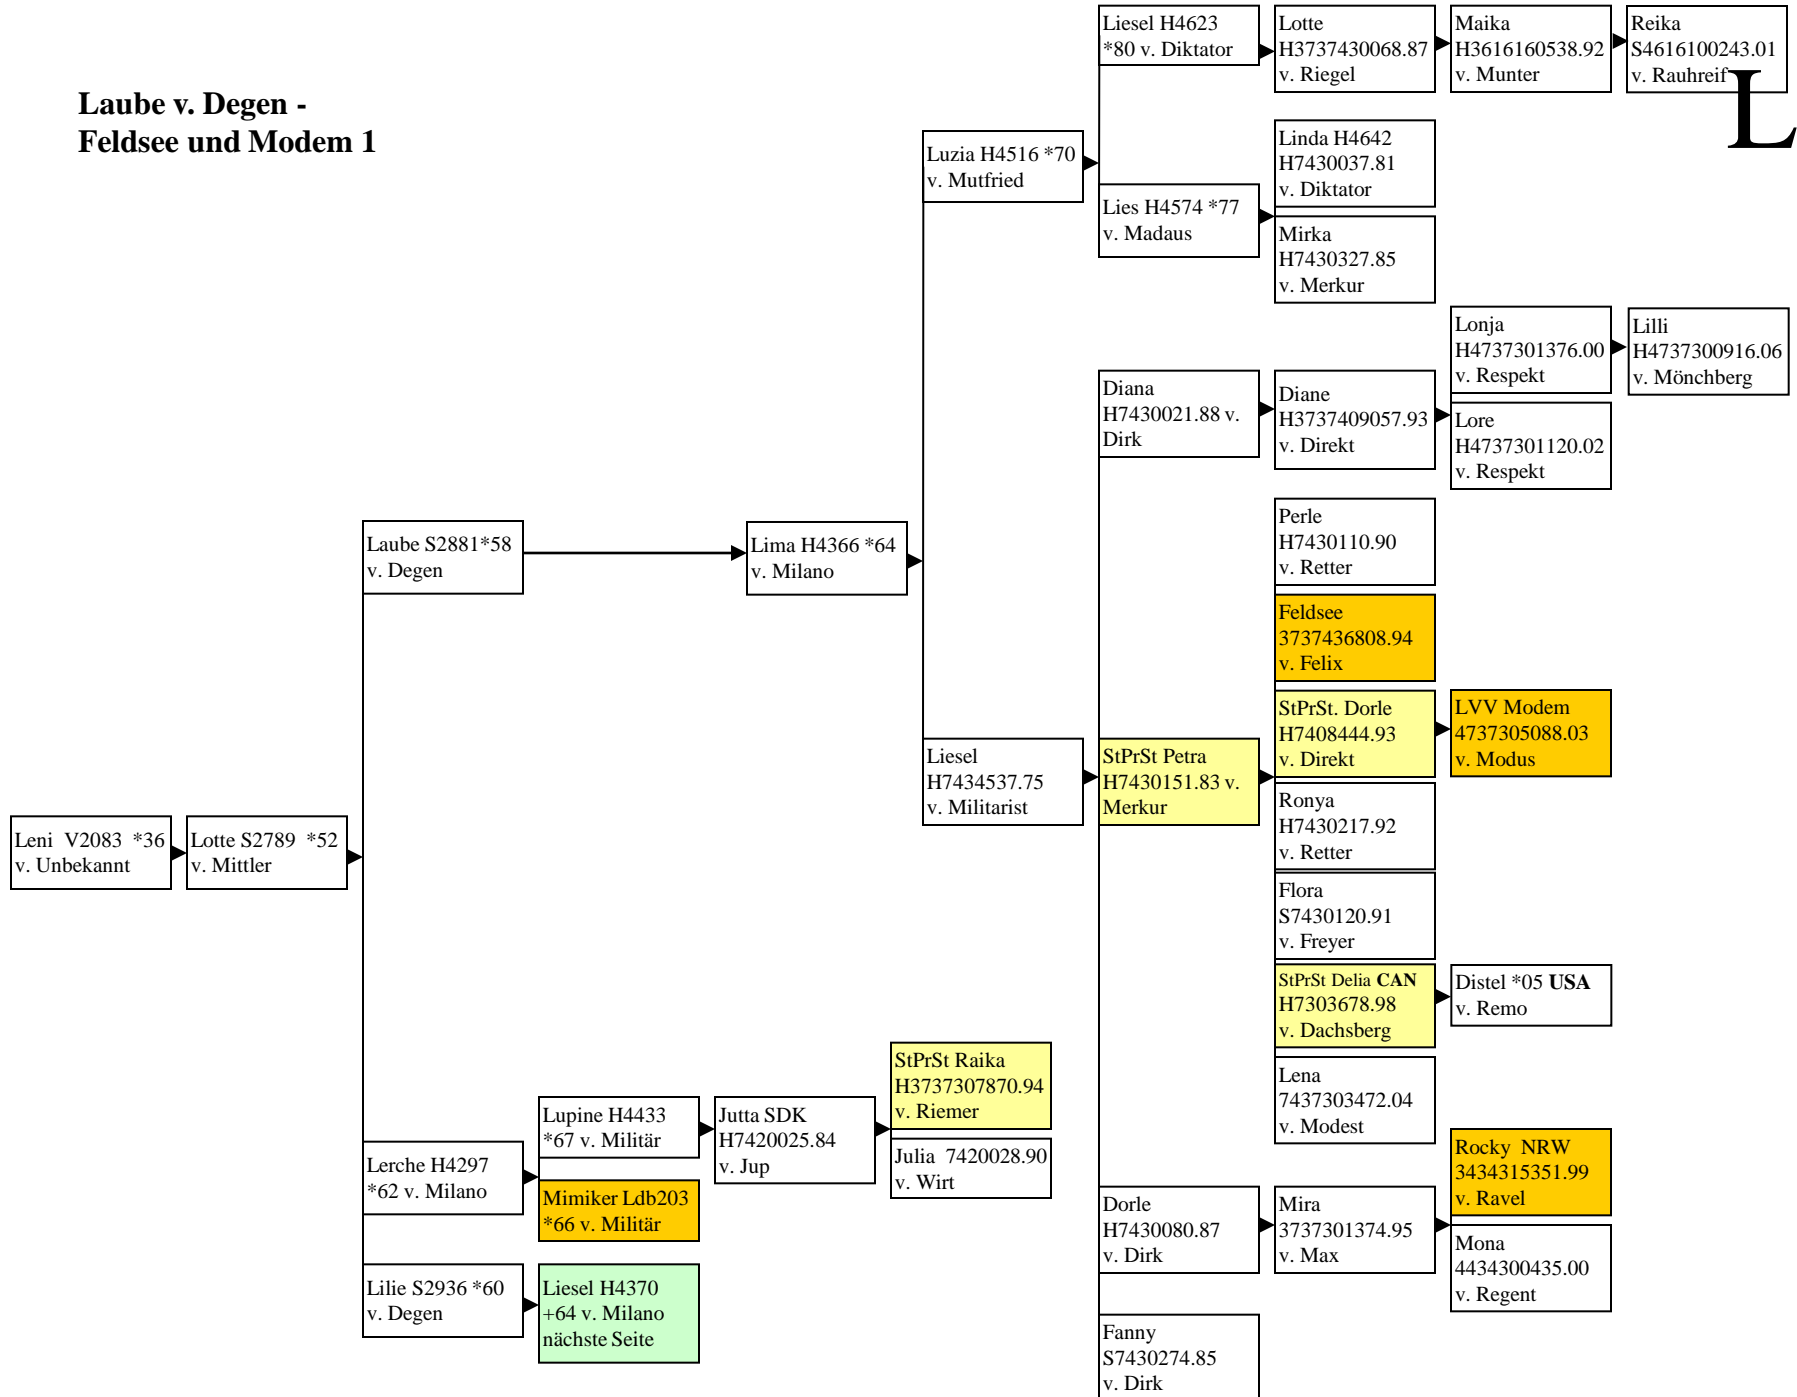 Laube v. Degen -
Feldsee und Modem 1
L
Leni  V2083  *36
v. Unbekannt
Lotte S2789  *52
v. Mittler
Laube S2881*58
v. Degen
Lerche H4297
*62 v. Milano
Lilie S2936 *60
v. Degen
Lupine H4433
*67 v. Militär
Mimiker Ldb203
*66 v. Militär
Liesel H4370
+64 v. Milano
nächste Seite
Jutta SDK
H7420025.84
v. Jup
Lima H4366 *64
v. Milano
StPrSt Raika
H3737307870.94
v. Riemer
Julia  7420028.90
v. Wirt
Luzia H4516 *70
v. Mutfried
Liesel
H7434537.75
v. Militarist
Liesel H4623
*80 v. Diktator
Lies H4574 *77
v. Madaus
Diana
H7430021.88 v.
Dirk
StPrSt Petra
H7430151.83 v.
Merkur
Dorle
H7430080.87
v. Dirk
Fanny
S7430274.85
v. Dirk
Lotte
H3737430068.87
v. Riegel
Linda H4642
H7430037.81
v. Diktator
Mirka
H7430327.85
v. Merkur
Diane
H3737409057.93
v. Direkt
Perle
H7430110.90
v. Retter
Feldsee
3737436808.94
v. Felix
StPrSt. Dorle
H7408444.93
v. Direkt
Ronya
H7430217.92
v. Retter
Flora
S7430120.91
v. Freyer
StPrSt Delia CAN
H7303678.98
v. Dachsberg
Lena
7437303472.04
v. Modest
Mira
3737301374.95
v. Max
Maika
H3616160538.92
v. Munter
Lonja
H4737301376.00
v. Respekt
Lore
H4737301120.02
v. Respekt
LVV Modem
4737305088.03
v. Modus
Distel *05 USA
v. Remo
Rocky  NRW
3434315351.99
v. Ravel
Mona
4434300435.00
v. Regent
Reika
S4616100243.01
v. Rauhreif
Lilli
H4737300916.06
v. Mönchberg